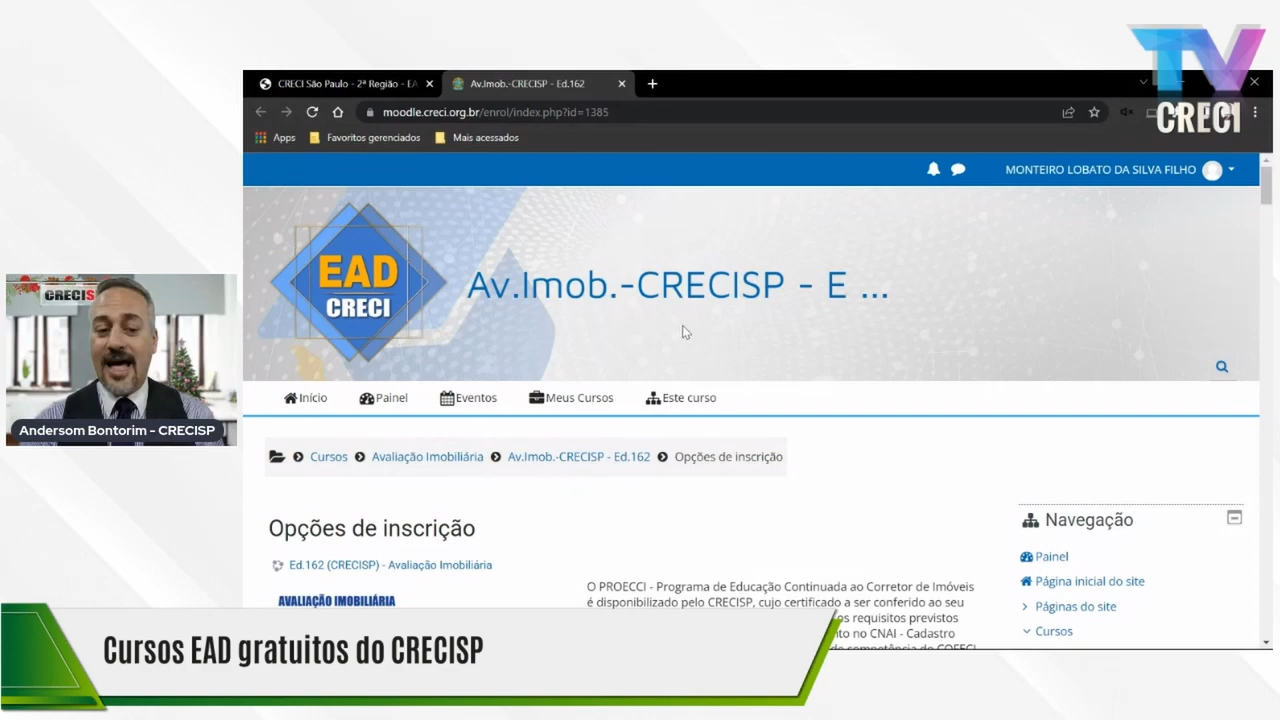 TV
CRECI
CRECI São Paulo - 2ª Região - EA
Av.Imob.-CRECISP - Ed.162
moodle.creci.org.br/enrol/index.php?id=1385
Apps
Favoritos gerenciados
Mais acessados
MONTEIRO LOBATO DA SILVA FILHO
EAD
CRECI
Av.Imob.-CRECISP - E ...
Início
Painel
Eventos
Meus Cursos
Este curso
Cursos
Avaliação Imobiliária
Av.Imob.-CRECISP - Ed.162
Opções de inscrição
CRECIS
Andersom Bontorim - CRECISP
Opções de inscrição
Ed.162 (CRECISP) - Avaliação Imobiliária
AVALIAÇÃO IMOBILIÁRIA
O PROECCI - Programa de Educação Continuada ao Corretor de Imóveis
é disponibilizado pelo CRECISP, cujo certificado a ser conferido ao seu
os requisitos previstos
nto no CNAI - Cadastro
de competência do COFECI
Navegação
Painel
Página inicial do site
Páginas do site
Cursos
Cursos EAD gratuitos do CRECISP